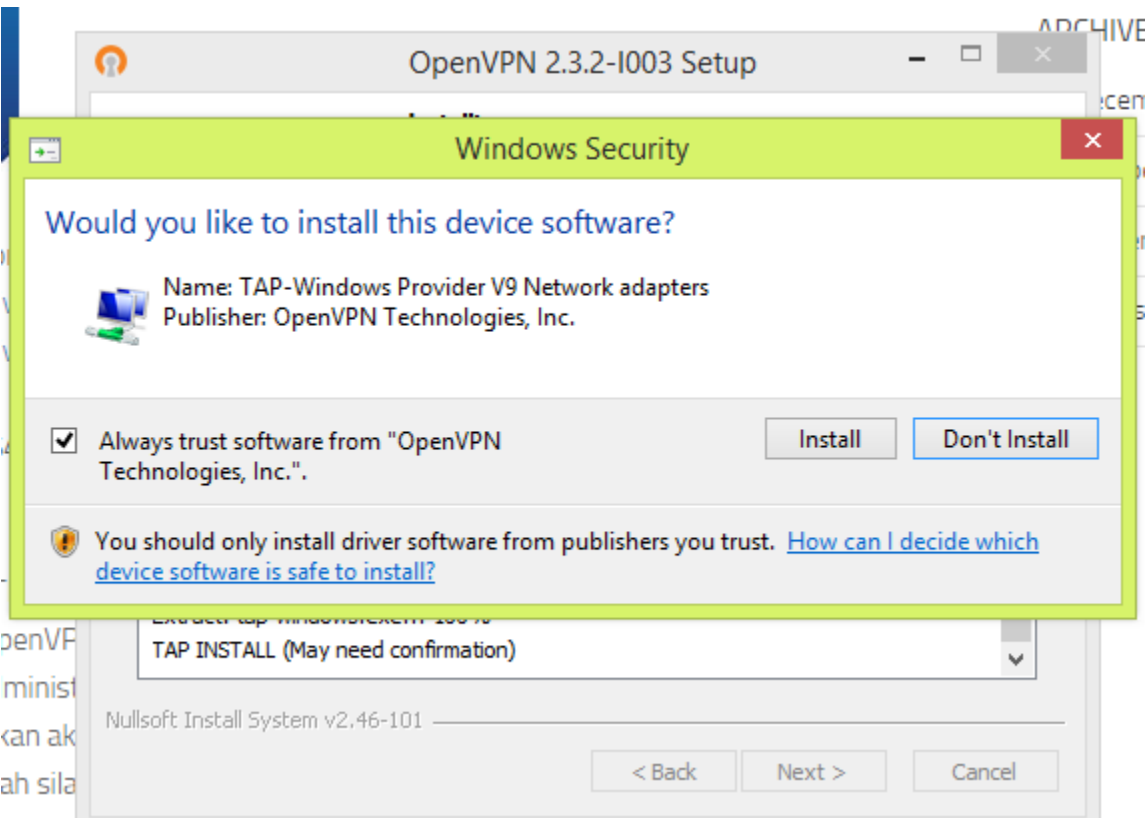 OpenVPN 2.3.2-I003 Setup
Windows Security
Would you like to install this device software?
Name: TAP-Windows Provider V9 Network adapters
Publisher: OpenVPN Technologies, Inc.
Always trust software from "OpenVPN
Technologies, Inc.".
Install
Don't Install
You should only install driver software from publishers you trust. How can I decide which
device software is safe to install?
TAP INSTALL (May need confirmation)
Nullsoft Install System v2.46-101
< Back
Next >
Cancel